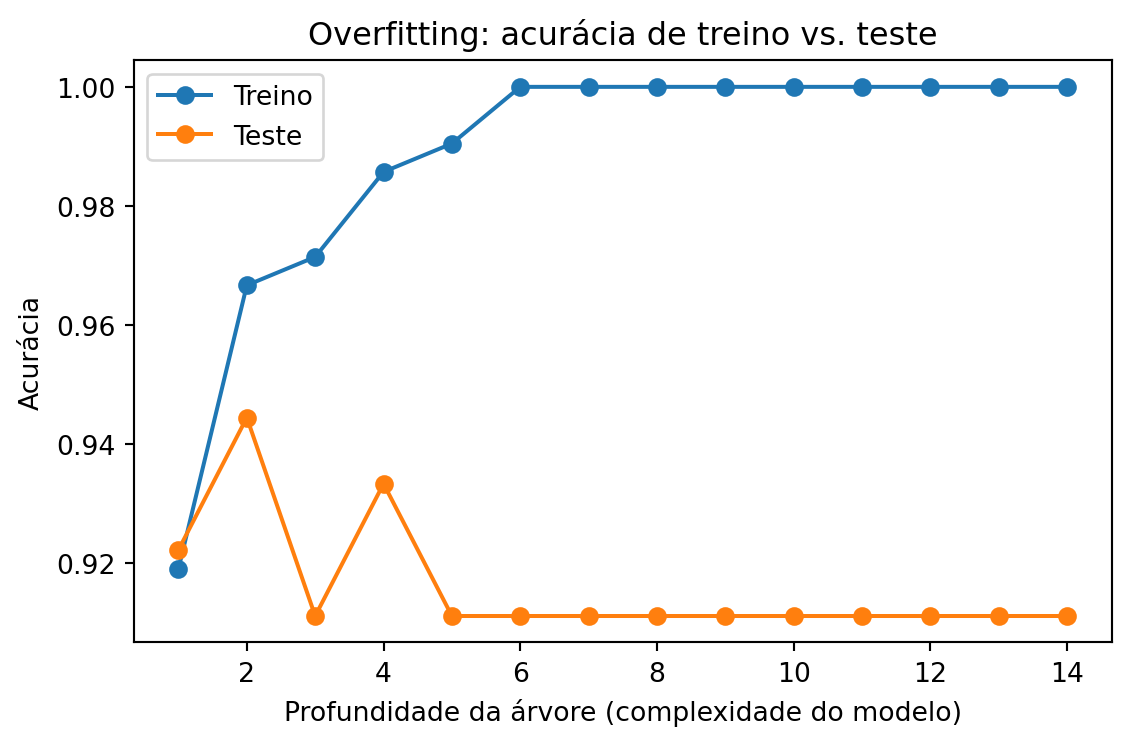 Overfitting: acurácia de treino vs. teste
Treino
Teste
1.00
0.98
0.96
0.94
0.92
Acurácia
2 4 6 8 10 12 14
Profundidade da árvore (complexidade do modelo)